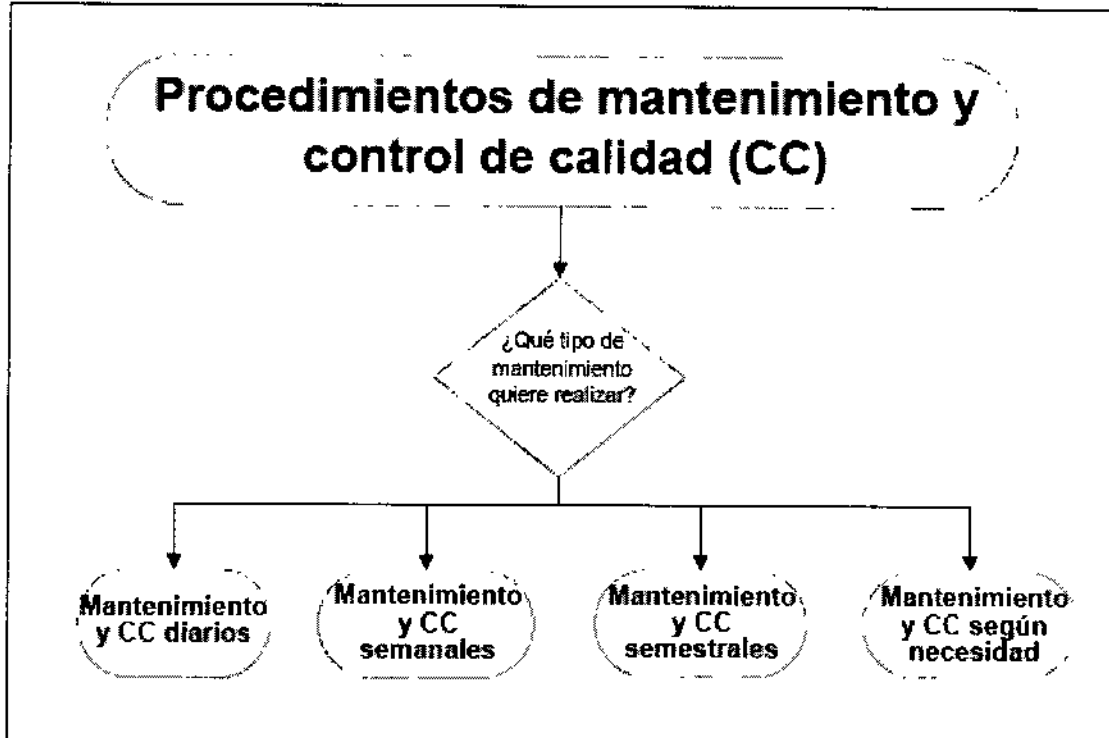 Procedimientos de mantenimiento y
control de calidad (CC)
¿Qué tipo de
mantenimiento
quiere realizar?
Mantenimiento
y CC diarios
Mantenimiento
y CC
semanales
Mantenimiento
y CC
semestrales
Mantenimiento
y CC según
necesidad